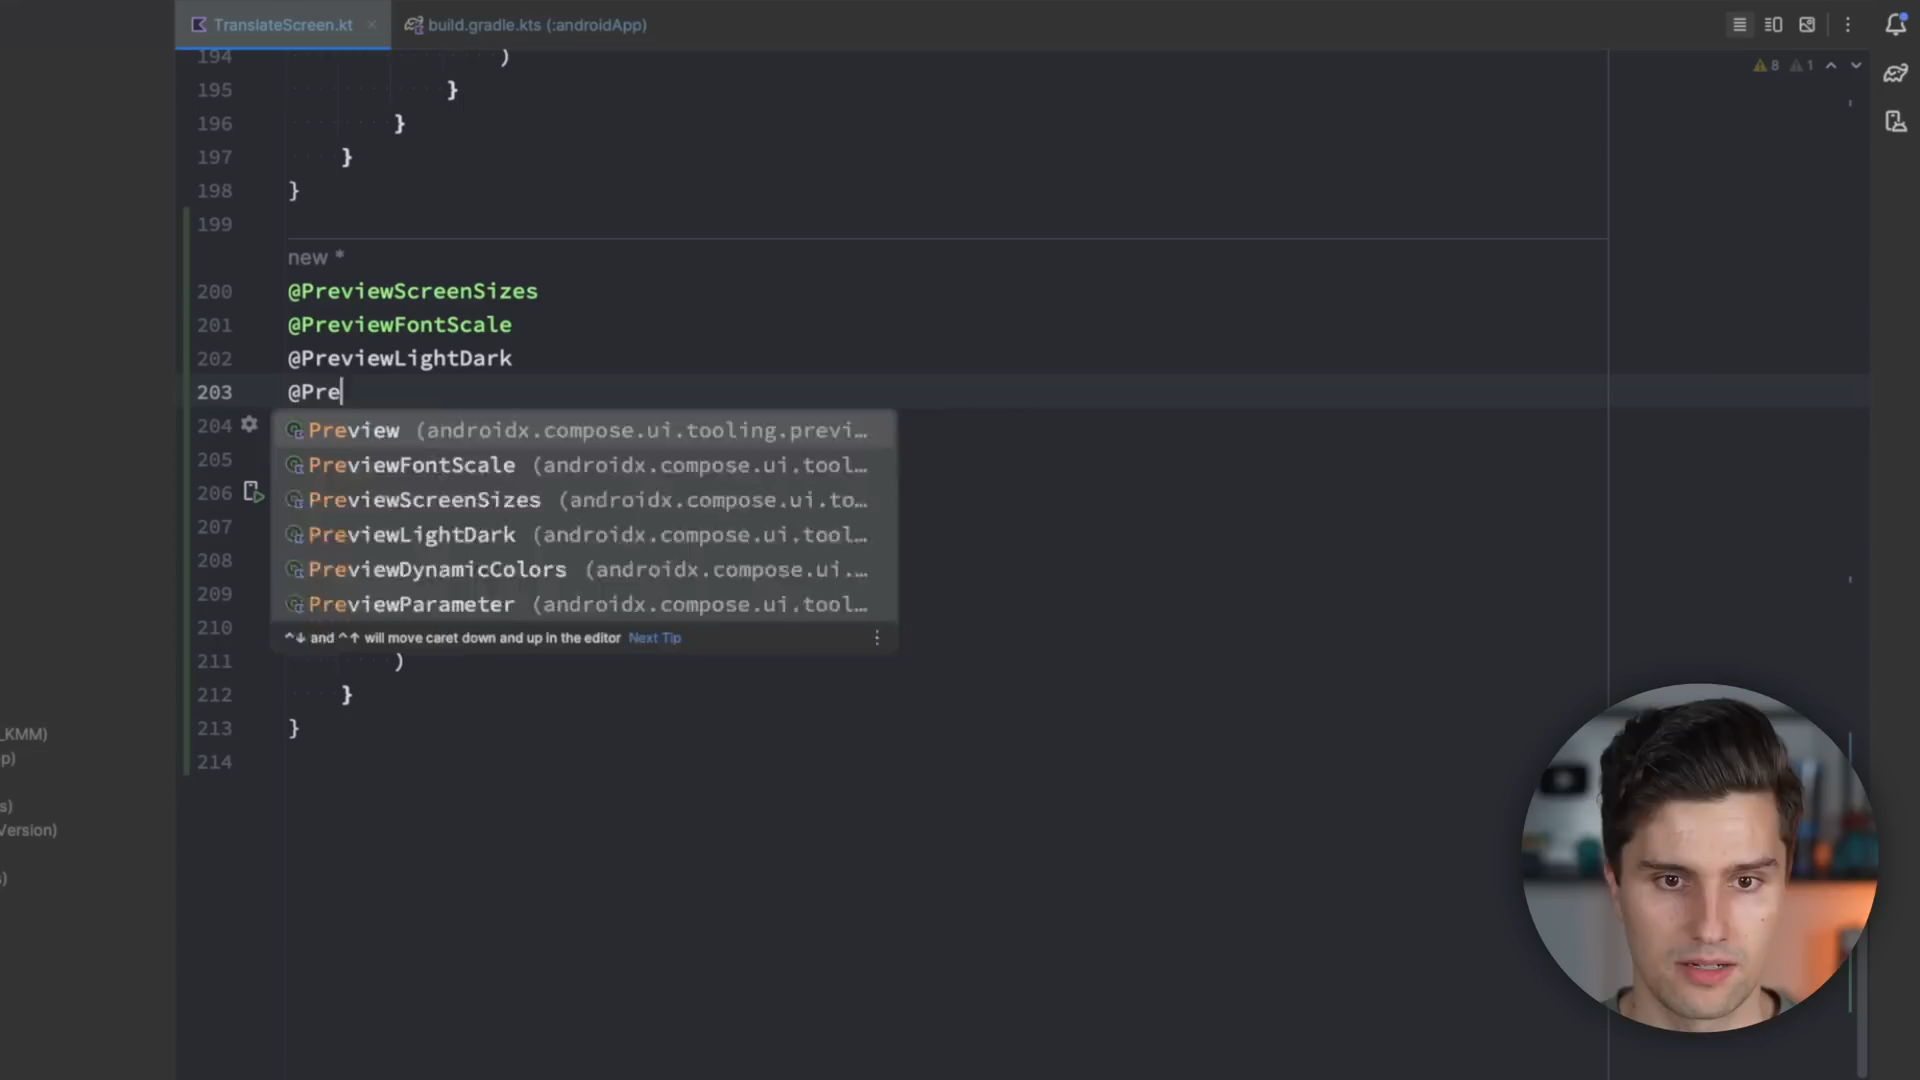 TranslateScreen.kt × build.gradle.kts (:androidApp)
194 )
8 1
195 }
196 }
197 }
198 }
199
new *
200 @PreviewScreenSizes
201 @PreviewFontScale
202 @PreviewLightDark
203 @Pre
204 Preview (androidx.compose.ui.tooling.previ…
205 PreviewFontScale (androidx.compose.ui.tool…
206 PreviewScreenSizes (androidx.compose.ui.to…
207 PreviewLightDark (androidx.compose.ui.tool…
208 PreviewDynamicColors (androidx.compose.ui.…
209 PreviewParameter (androidx.compose.ui.tool…
210 ^↓ and ^↑ will move caret down and up in the editor Next Tip
211 )
212 }
213 }
_KMM)
p)
214
s)
Version)
s)